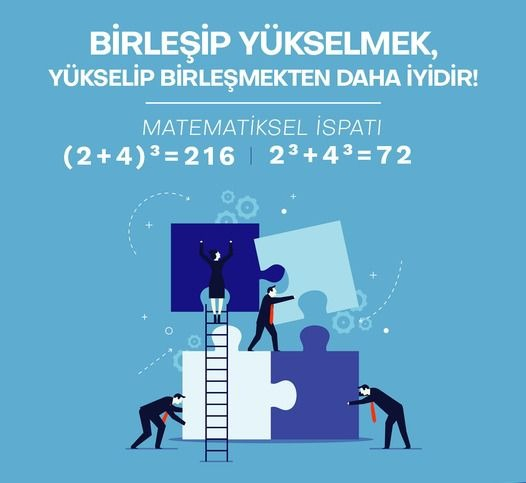 BİRLEŞİP YÜKSELMEK,
YÜKSELİP BİRLEŞMEKTEN DAHA İYİDİR!
MATEMATİKSEL İSPATI
(2+4)³=216 | 2³+4³=72